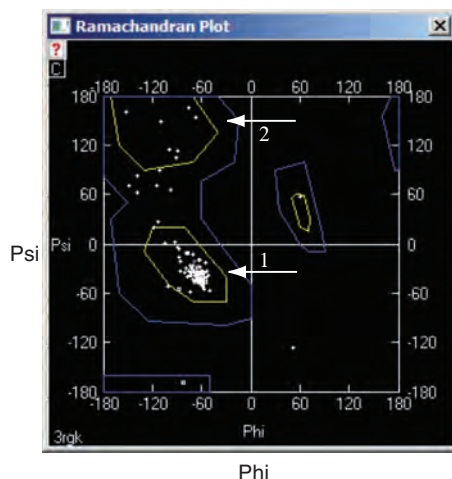 Ramachandran Plot
?
C
-180 -120 -60 0 60 120 180
180 180
120 120
2
60 60
Psi Psi 0 0
1
-60 -60
-120 -120
-180 -180
-180 -120 -60 0 60 120 180
Phi
3rgk
Phi